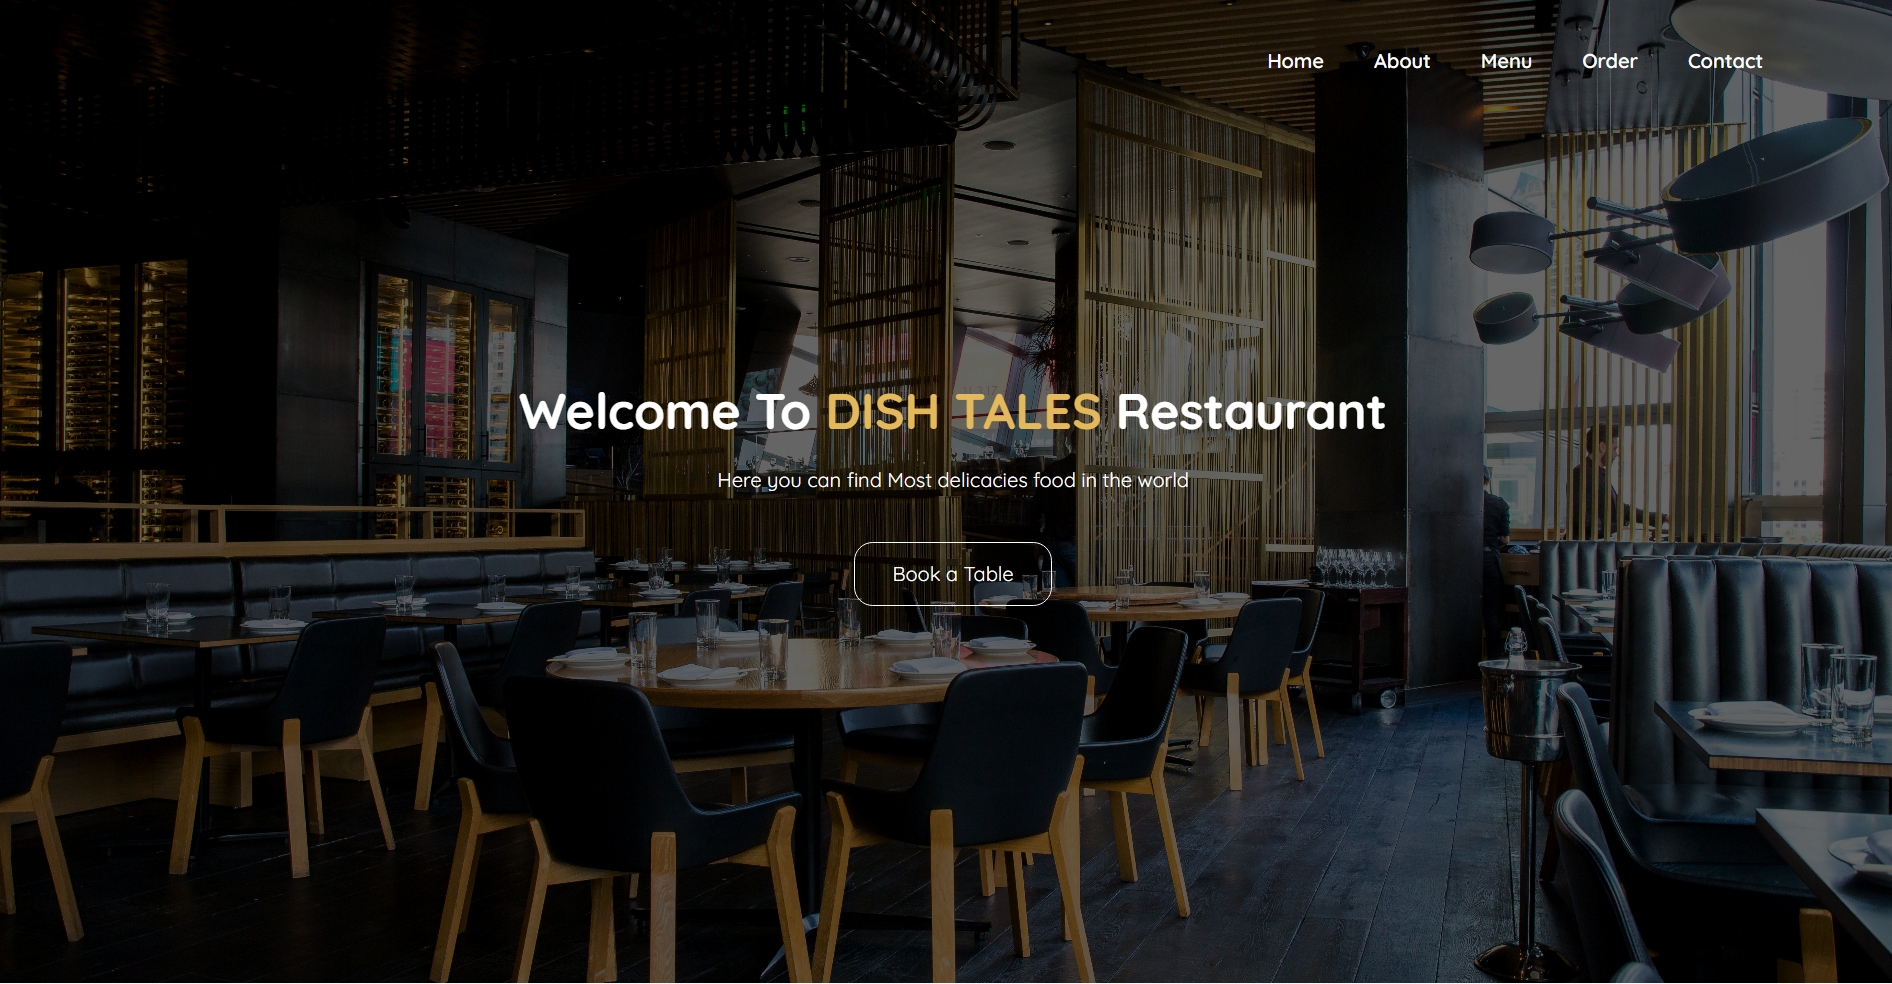 Home About Menu Order Contact
Welcome To DISH TALES Restaurant
Here you can find Most delicacies food in the world
Book a Table